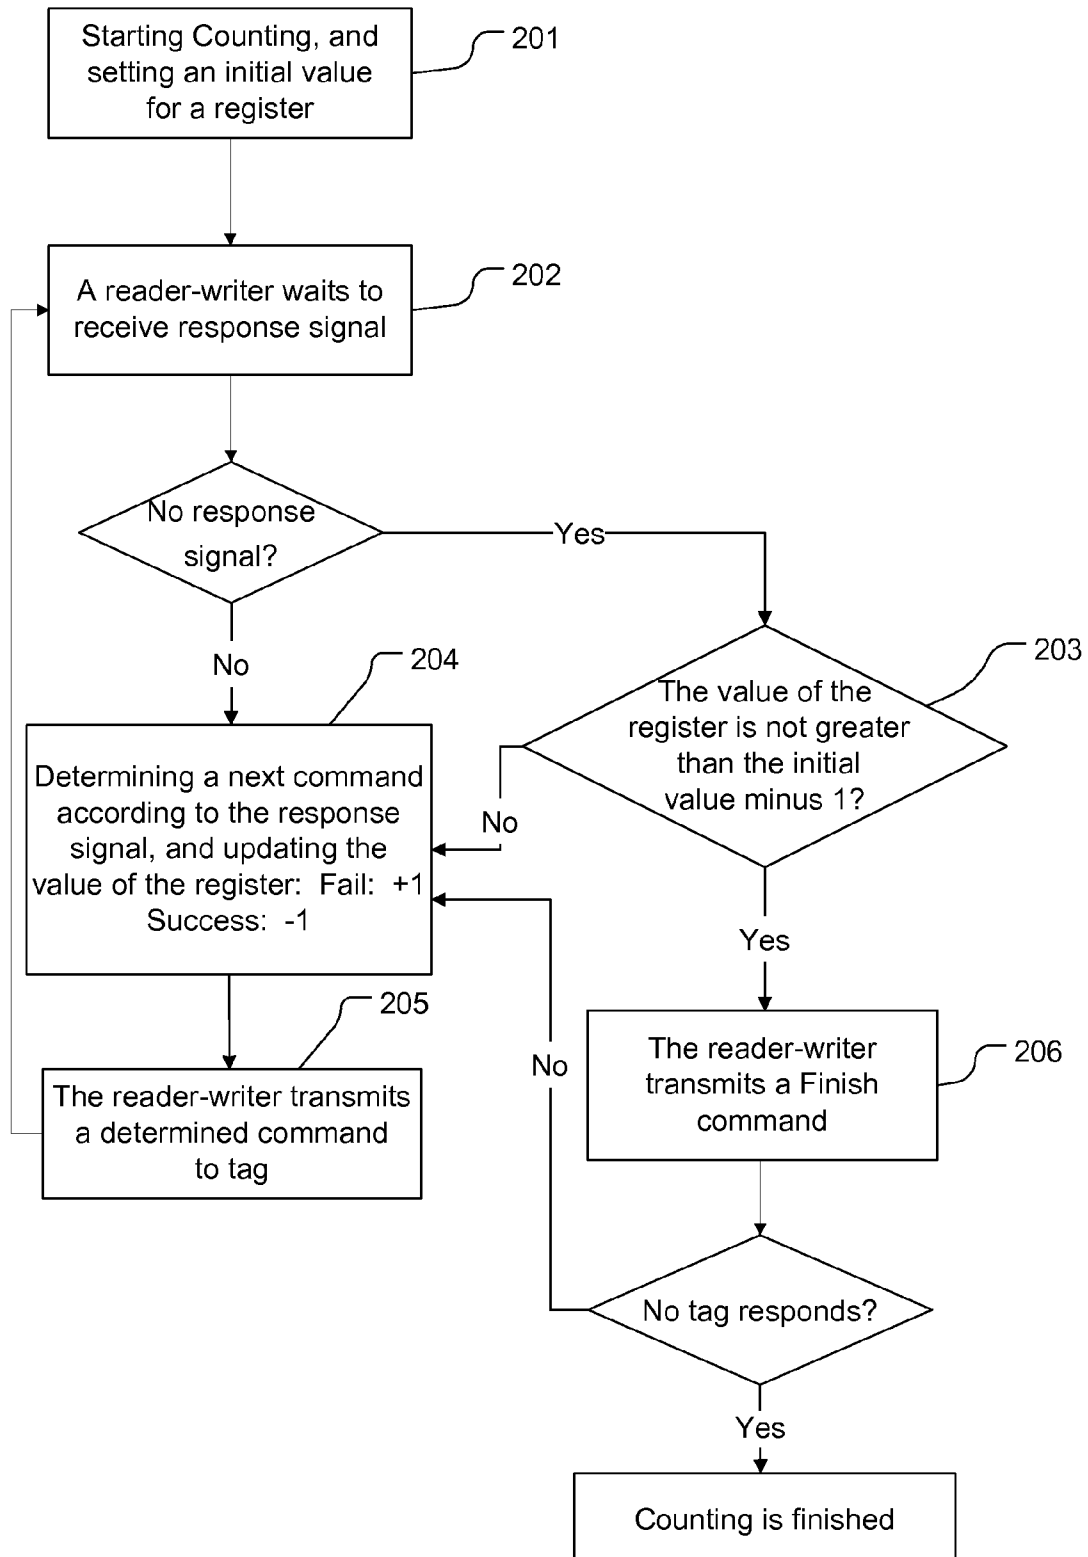 Starting Counting, and
setting an initial value
for a register
201
A reader-writer waits to
receive response signal
202
No response
signal?
Yes
No
The value of the
register is not greater
than the initial
value minus 1?
203
204
Determining a next command
according to the response
signal, and updating the
value of the register: Fail: +1
Success: -1
No
Yes
205
The reader-writer transmits
a determined command
to tag
No
The reader-writer
transmits a Finish
command
206
No tag responds?
Yes
Counting is finished